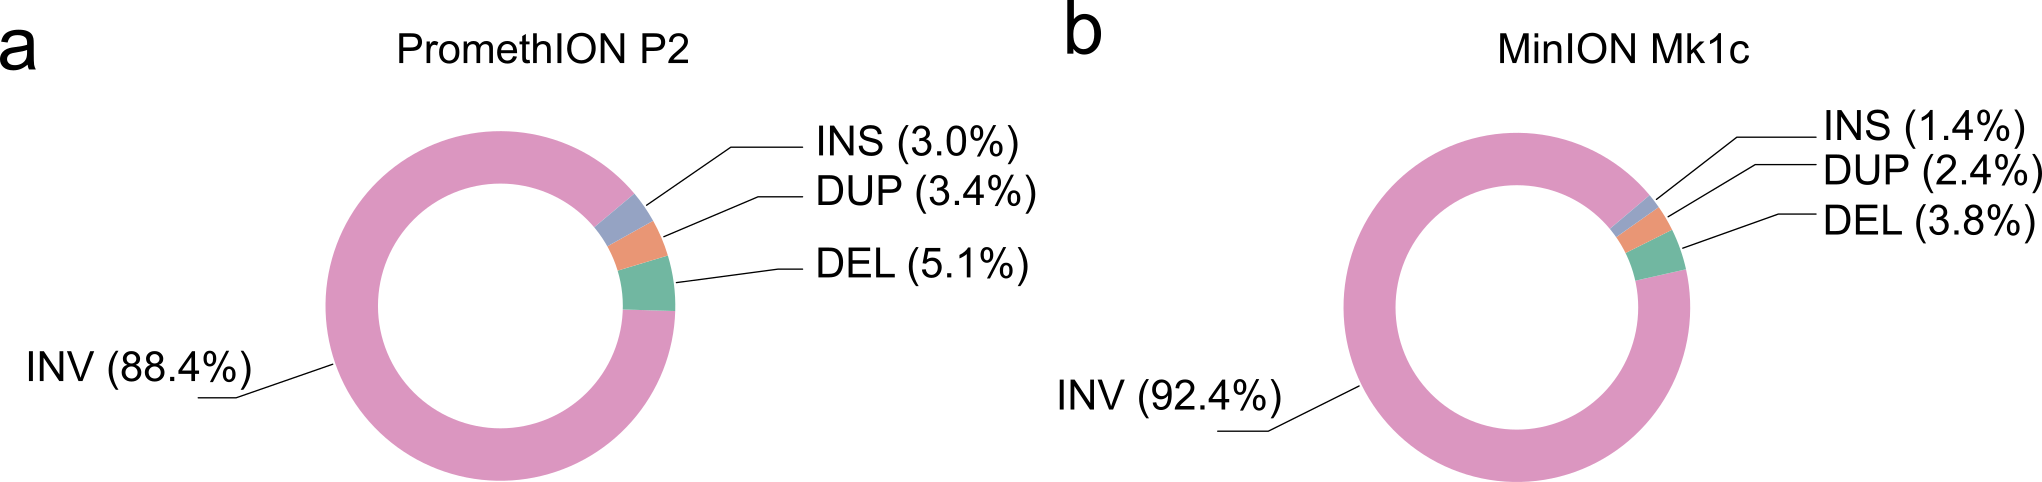 a
PromethION P2
INS (3.0%)
DUP (3.4%)
DEL (5.1%)
INV (88.4%)
b
MinION Mk1c
INS (1.4%)
DUP (2.4%)
DEL (3.8%)
INV (92.4%)